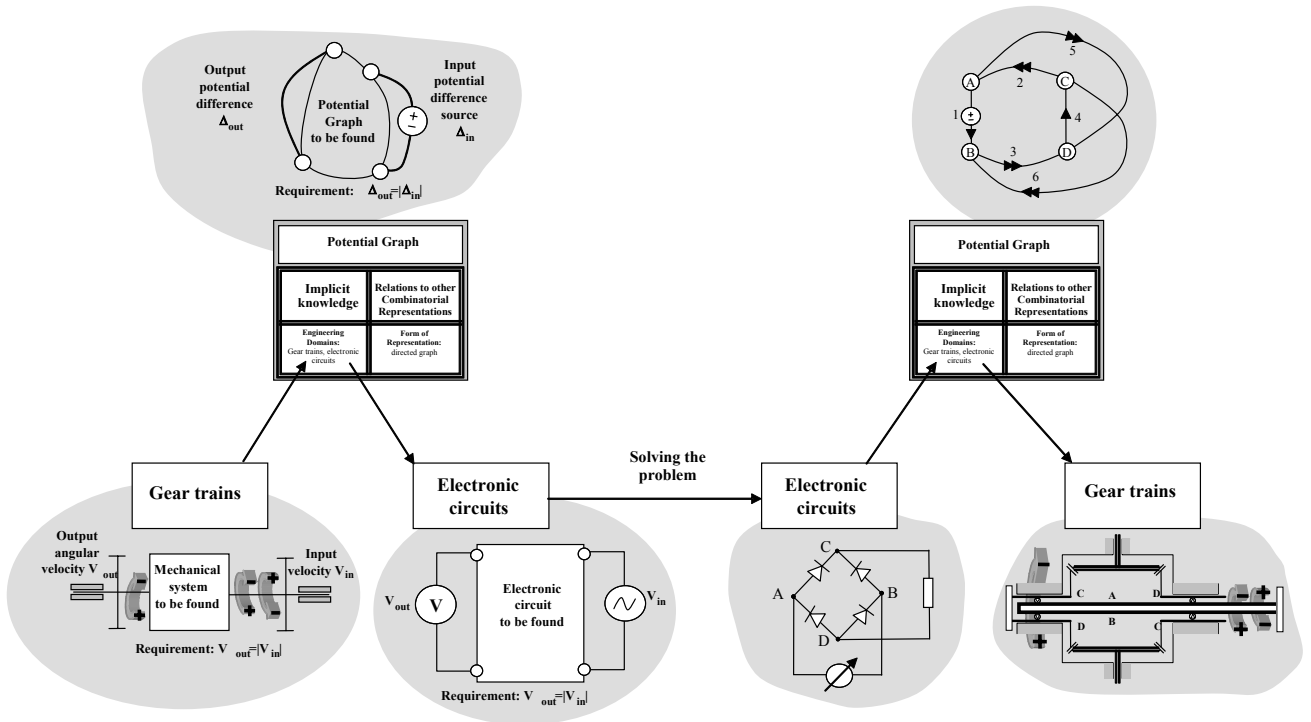 Output
potential
difference
Δout
Potential
Graph
to be found
+
−
Input
potential
difference
source
Δin
Requirement: Δout=|Δin|
Potential Graph
Implicit
knowledge
Relations to other
Combinatorial
Representations
Engineering
Domains:
Gear trains, electronic
circuits
Form of
Representation:
directed graph
5
A
2
C
1
±
4
B
3
D
6
Potential Graph
Implicit
knowledge
Relations to other
Combinatorial
Representations
Engineering
Domains:
Gear trains, electronic
circuits
Form of
Representation:
directed graph
Gear trains
Electronic
circuits
Solving the
problem
Electronic
circuits
Gear trains
Output
angular
velocity Vout
Mechanical
system
to be found
Input
velocity Vin
- + - + + -
Requirement: V out=|Vin|
Vout
V
Electronic
circuit
to be found
Vin
Requirement: V out=|Vin|
C
A
B
D
- +
C A D
D B C
- + + -